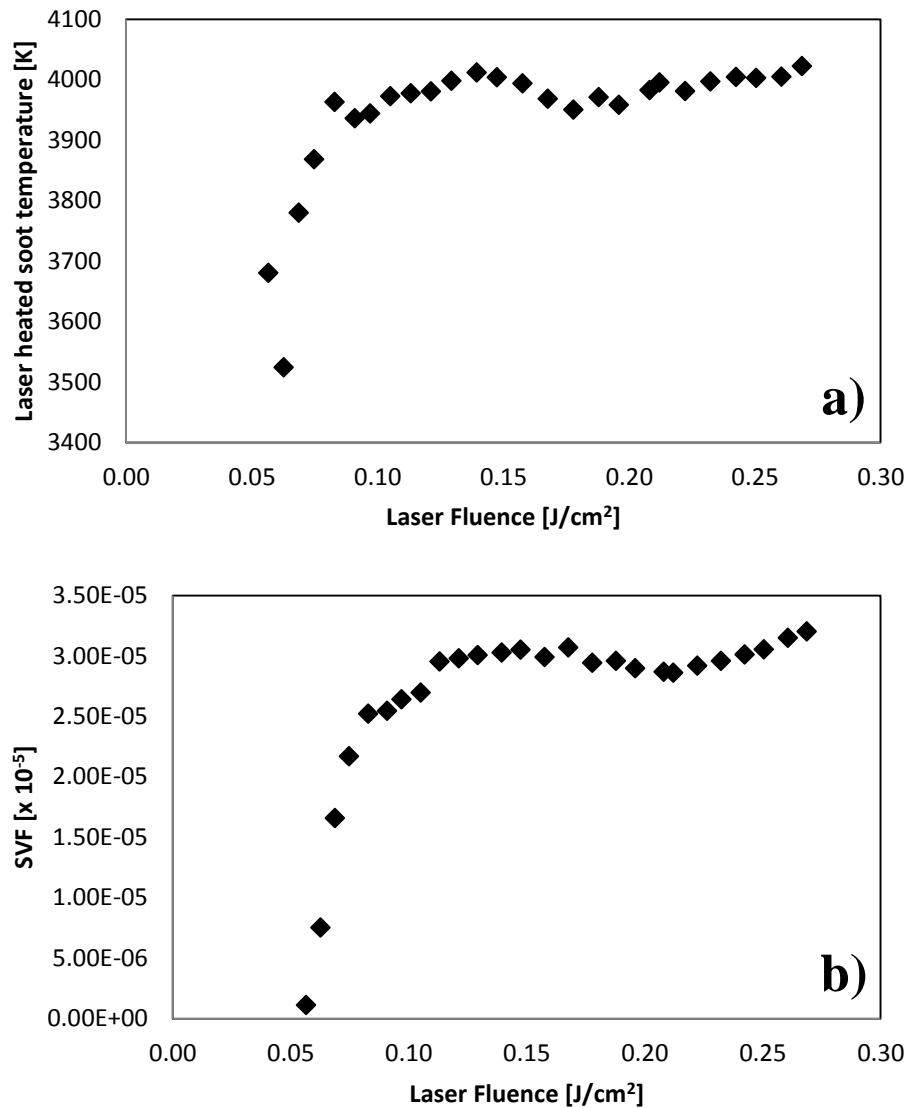 4100
4000
3900
3800
3700
3600
3500
3400
Laser heated soot temperature [K]
a)
0.00 0.05 0.10 0.15 0.20 0.25 0.30
Laser Fluence [J/cm²]
3.50E-05
3.00E-05
2.50E-05
2.00E-05
1.50E-05
1.00E-05
5.00E-06
0.00E+00
SVF [x 10⁻⁵]
b)
0.00 0.05 0.10 0.15 0.20 0.25 0.30
Laser Fluence [J/cm²]